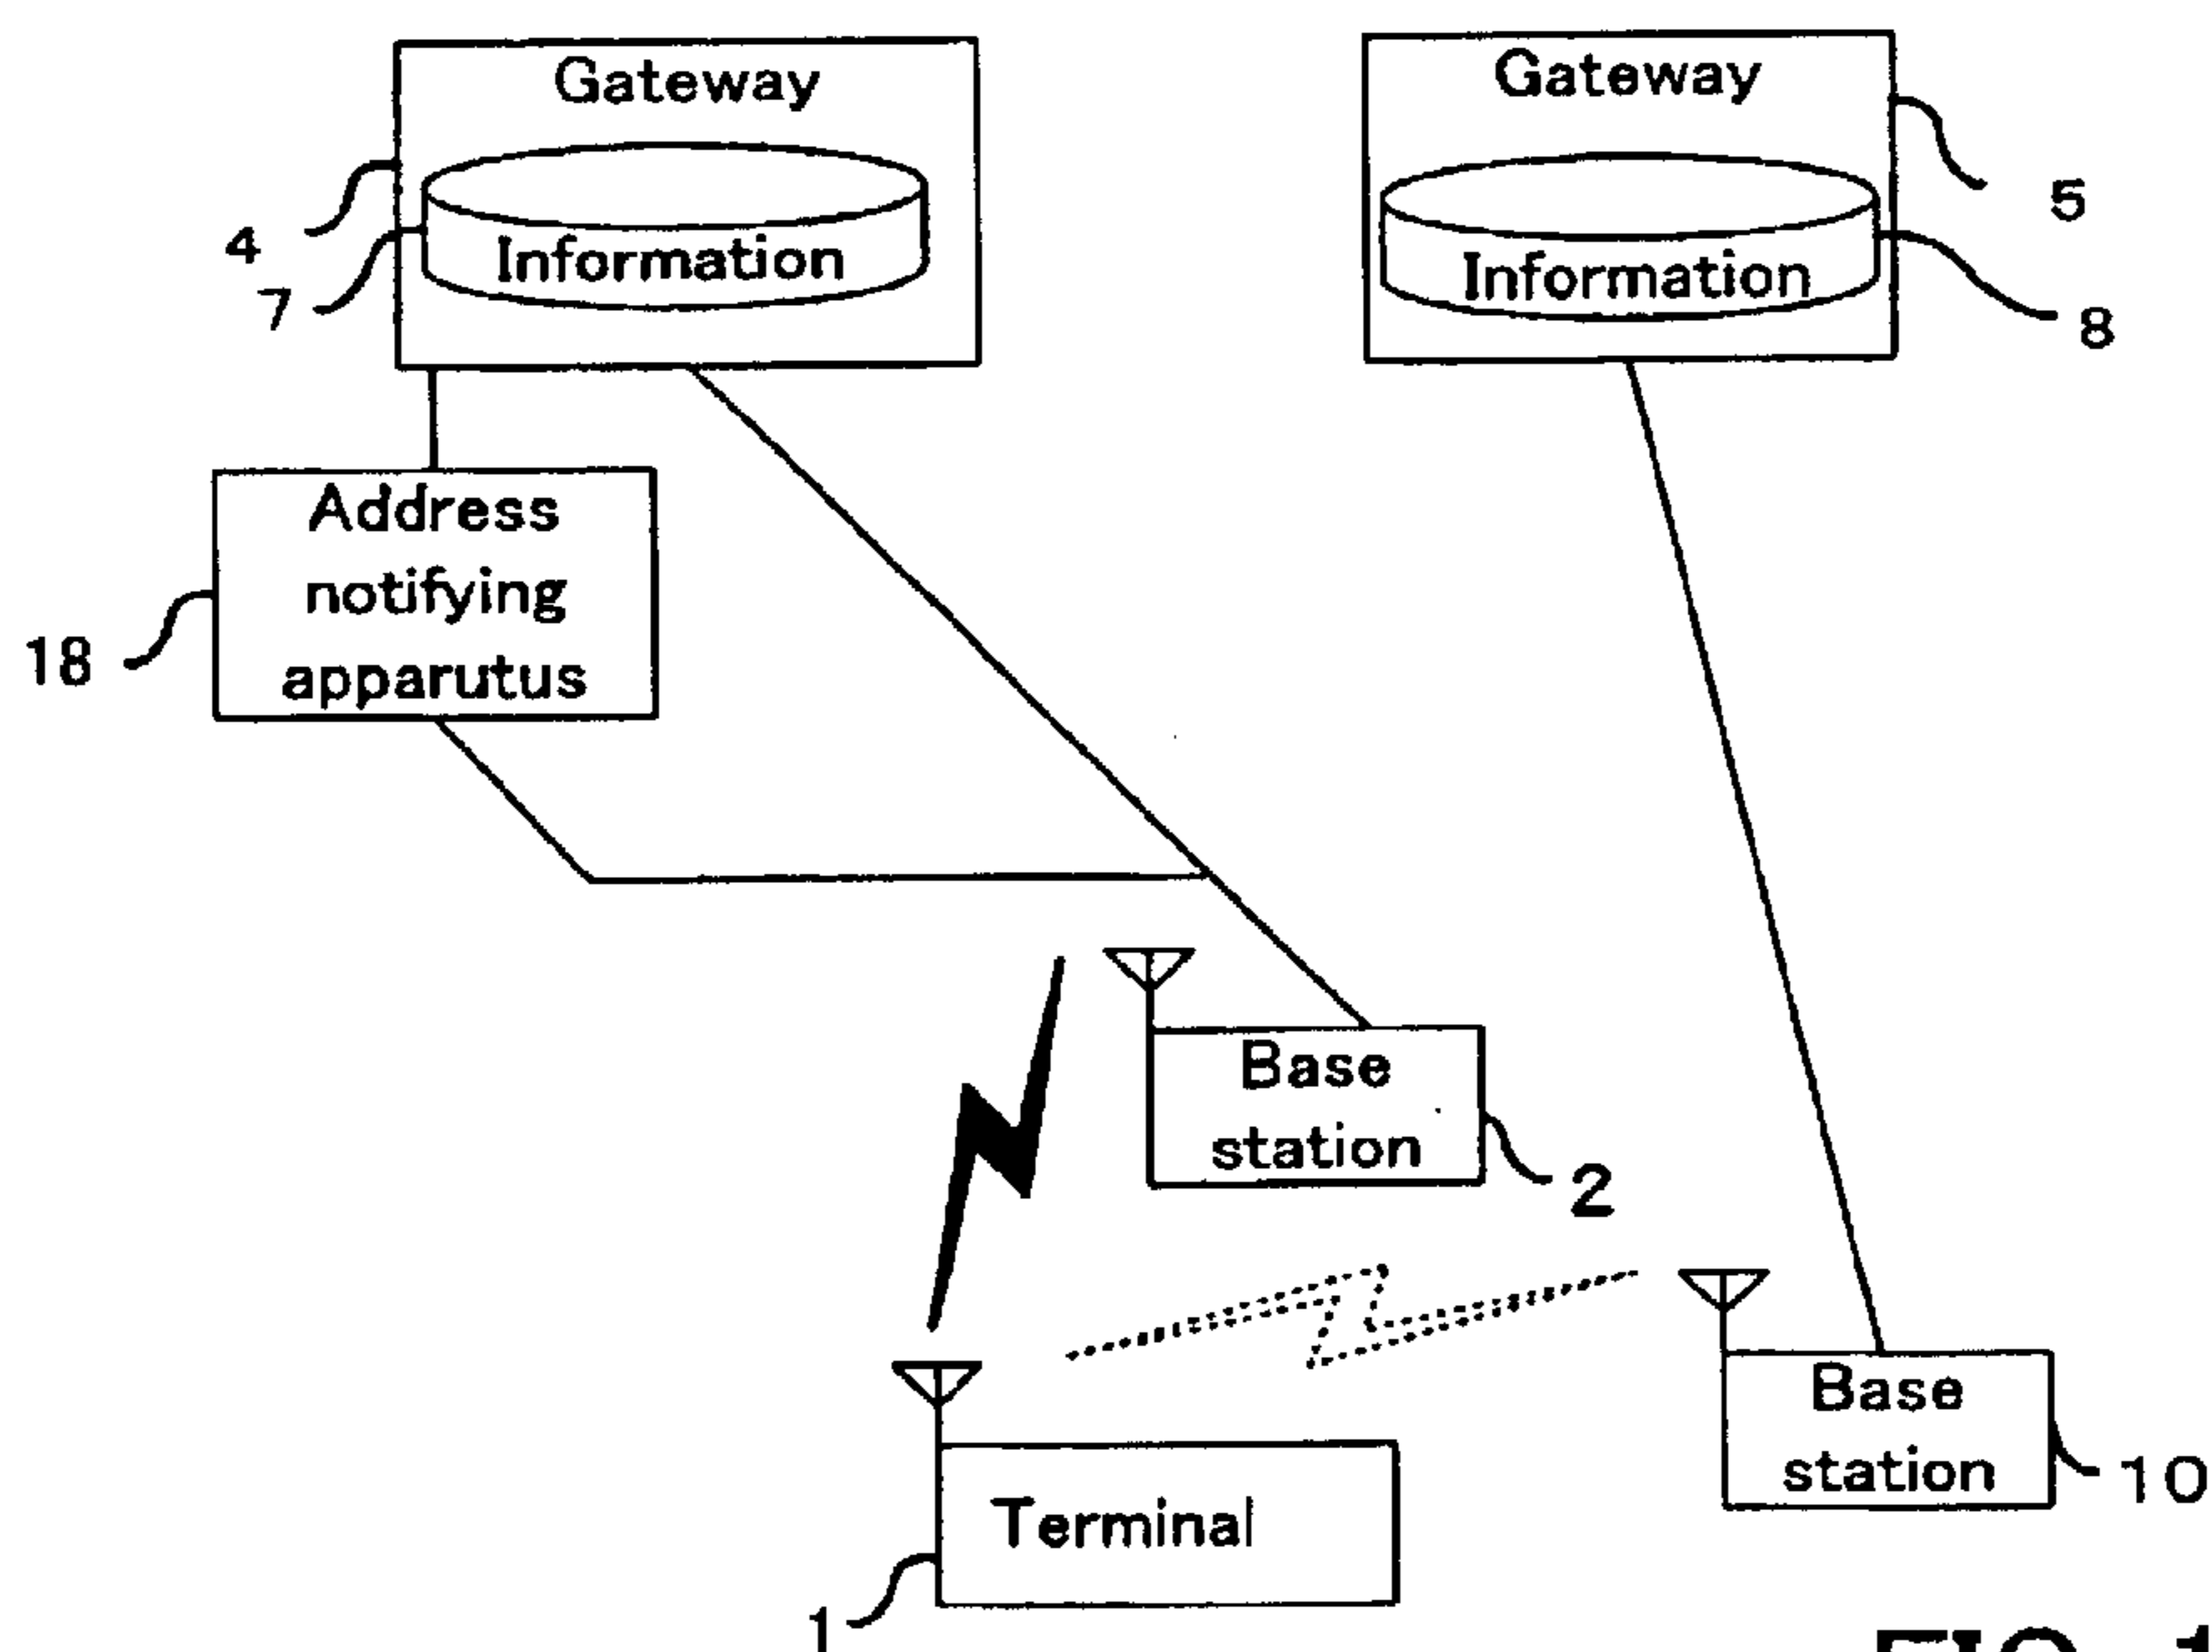 Gateway
Gateway
4
7
Information
5
Information
8
Address
notifying
apparutus
18
Base
station
2
Base
station
10
Terminal
1